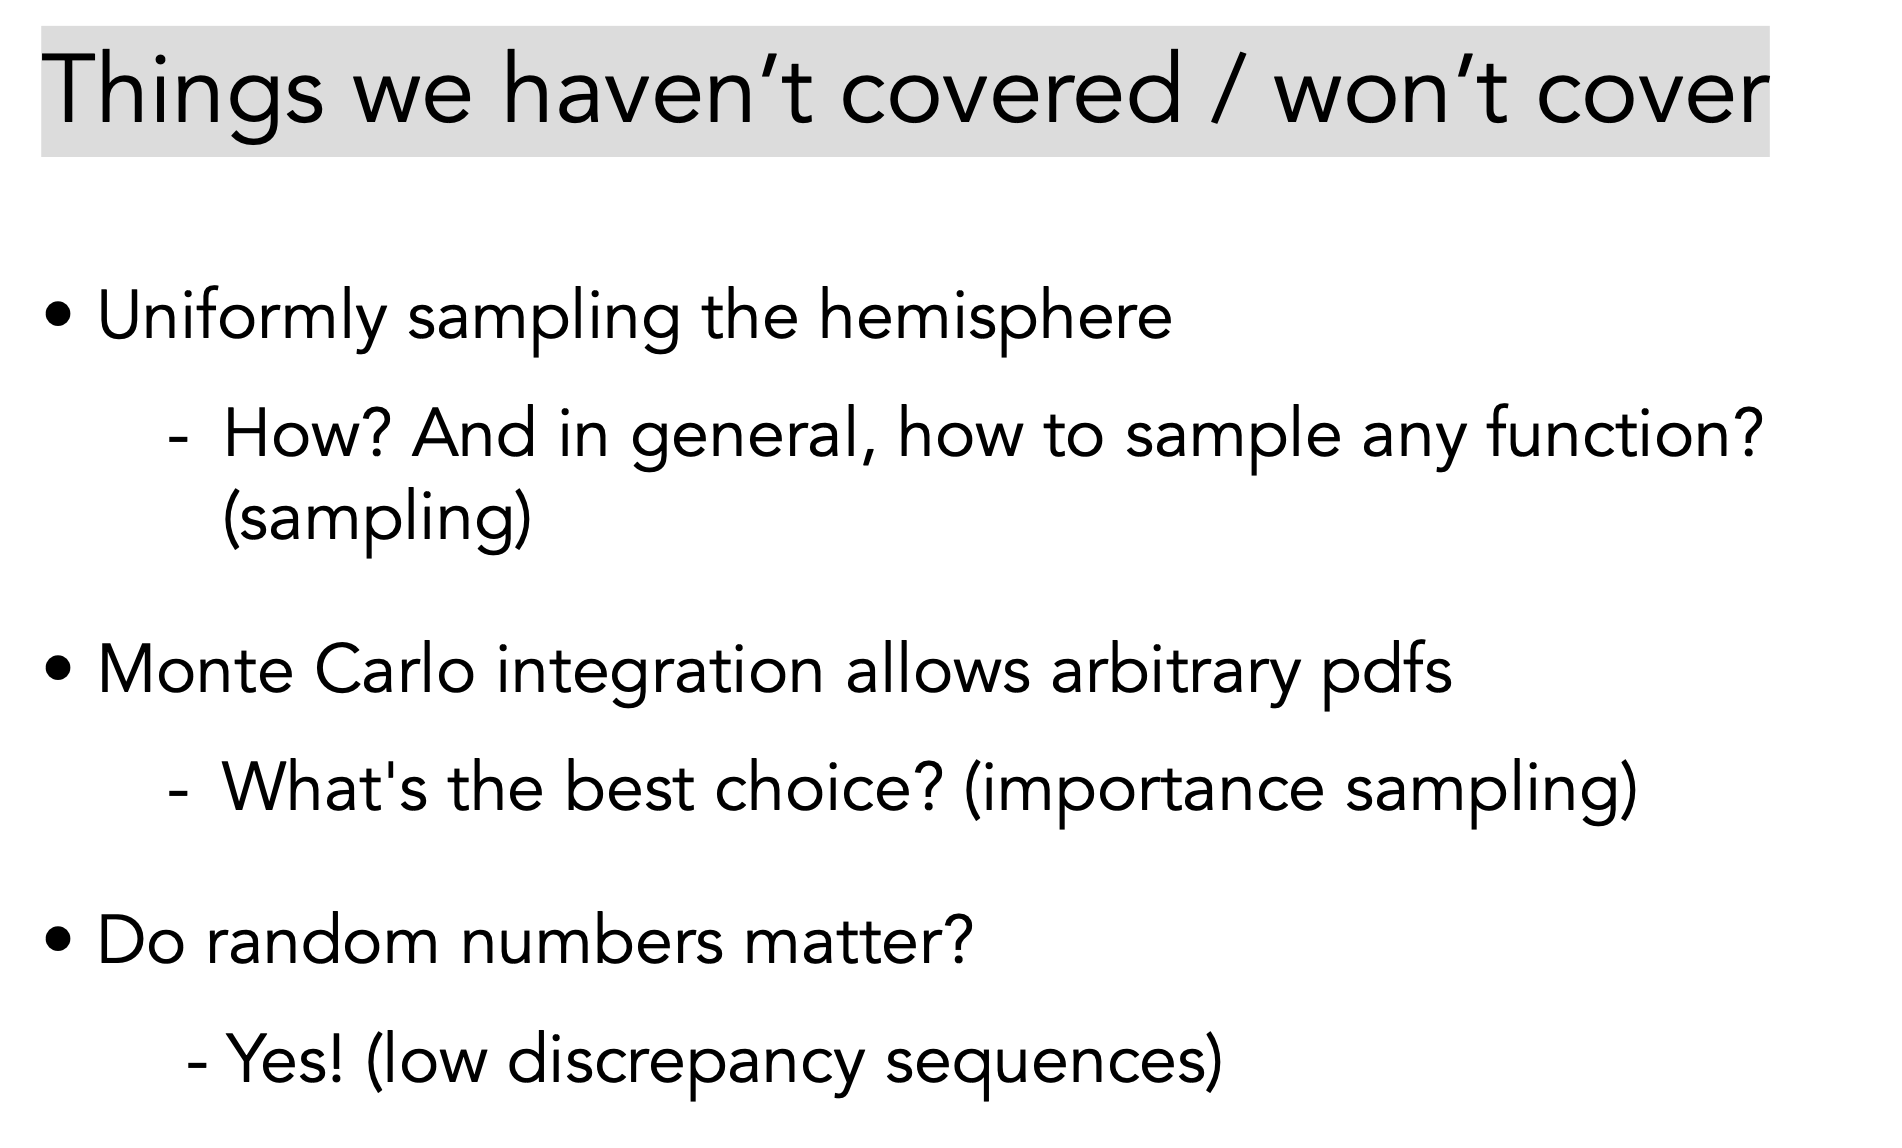 Things we haven’t covered / won’t cover
• Uniformly sampling the hemisphere
- How? And in general, how to sample any function?
(sampling)
• Monte Carlo integration allows arbitrary pdfs
- What's the best choice? (importance sampling)
• Do random numbers matter?
- Yes! (low discrepancy sequences)